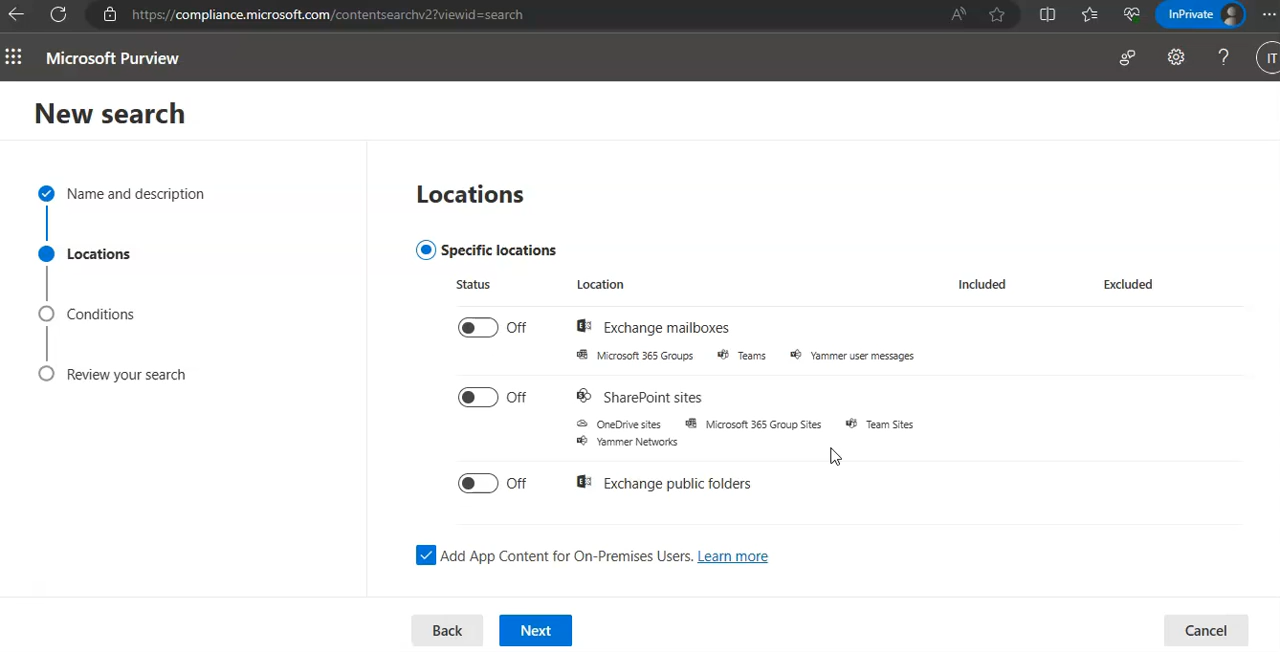 https://compliance.microsoft.com/contentsearchv2?viewid=search
InPrivate
Microsoft Purview
IT
New search
Name and description
Locations
Conditions
Review your search
Locations
Specific locations
Status Location Included Excluded
Off Exchange mailboxes
Microsoft 365 Groups Teams Yammer user messages
Off SharePoint sites
OneDrive sites Microsoft 365 Group Sites Team Sites
Yammer Networks
Off Exchange public folders
Add App Content for On-Premises Users. Learn more
Back Next Cancel